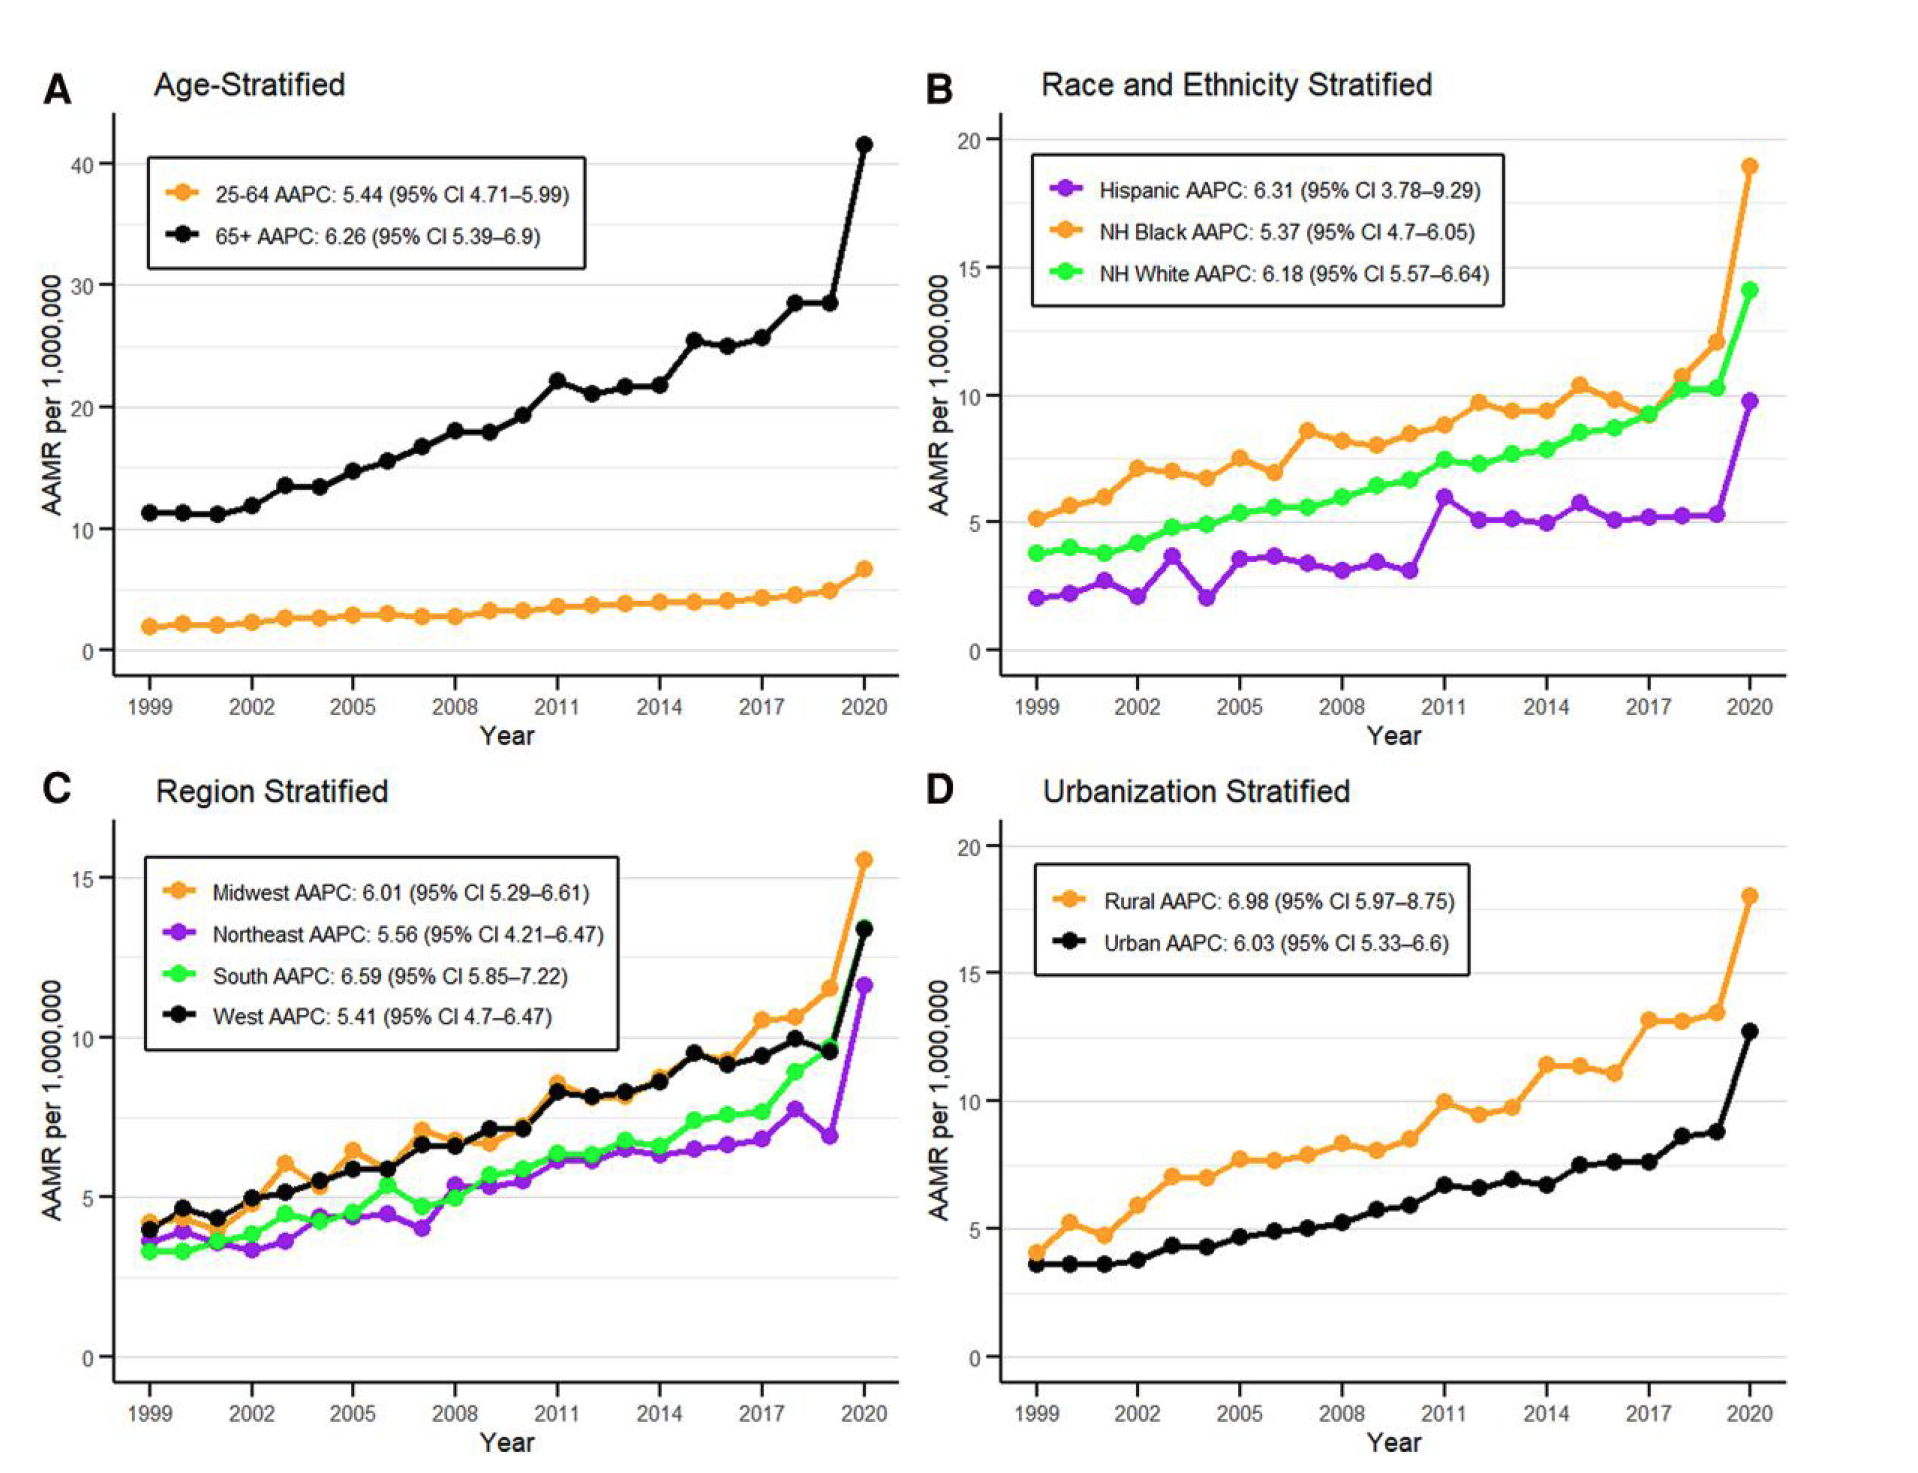 A Age-Stratified
40
30
20
10
0
AAMR per 1,000,000
25-64 AAPC: 5.44 (95% CI 4.71–5.99)
65+ AAPC: 6.26 (95% CI 5.39–6.9)
1999 2002 2005 2008 2011 2014 2017 2020
Year
B Race and Ethnicity Stratified
20
15
10
5
0
AAMR per 1,000,000
Hispanic AAPC: 6.31 (95% CI 3.78–9.29)
NH Black AAPC: 5.37 (95% CI 4.7–6.05)
NH White AAPC: 6.18 (95% CI 5.57–6.64)
1999 2002 2005 2008 2011 2014 2017 2020
Year
C Region Stratified
15
10
5
0
AAMR per 1,000,000
Midwest AAPC: 6.01 (95% CI 5.29–6.61)
Northeast AAPC: 5.56 (95% CI 4.21–6.47)
South AAPC: 6.59 (95% CI 5.85–7.22)
West AAPC: 5.41 (95% CI 4.7–6.47)
1999 2002 2005 2008 2011 2014 2017 2020
Year
D Urbanization Stratified
20
15
10
5
0
AAMR per 1,000,000
Rural AAPC: 6.98 (95% CI 5.97–8.75)
Urban AAPC: 6.03 (95% CI 5.33–6.6)
1999 2002 2005 2008 2011 2014 2017 2020
Year